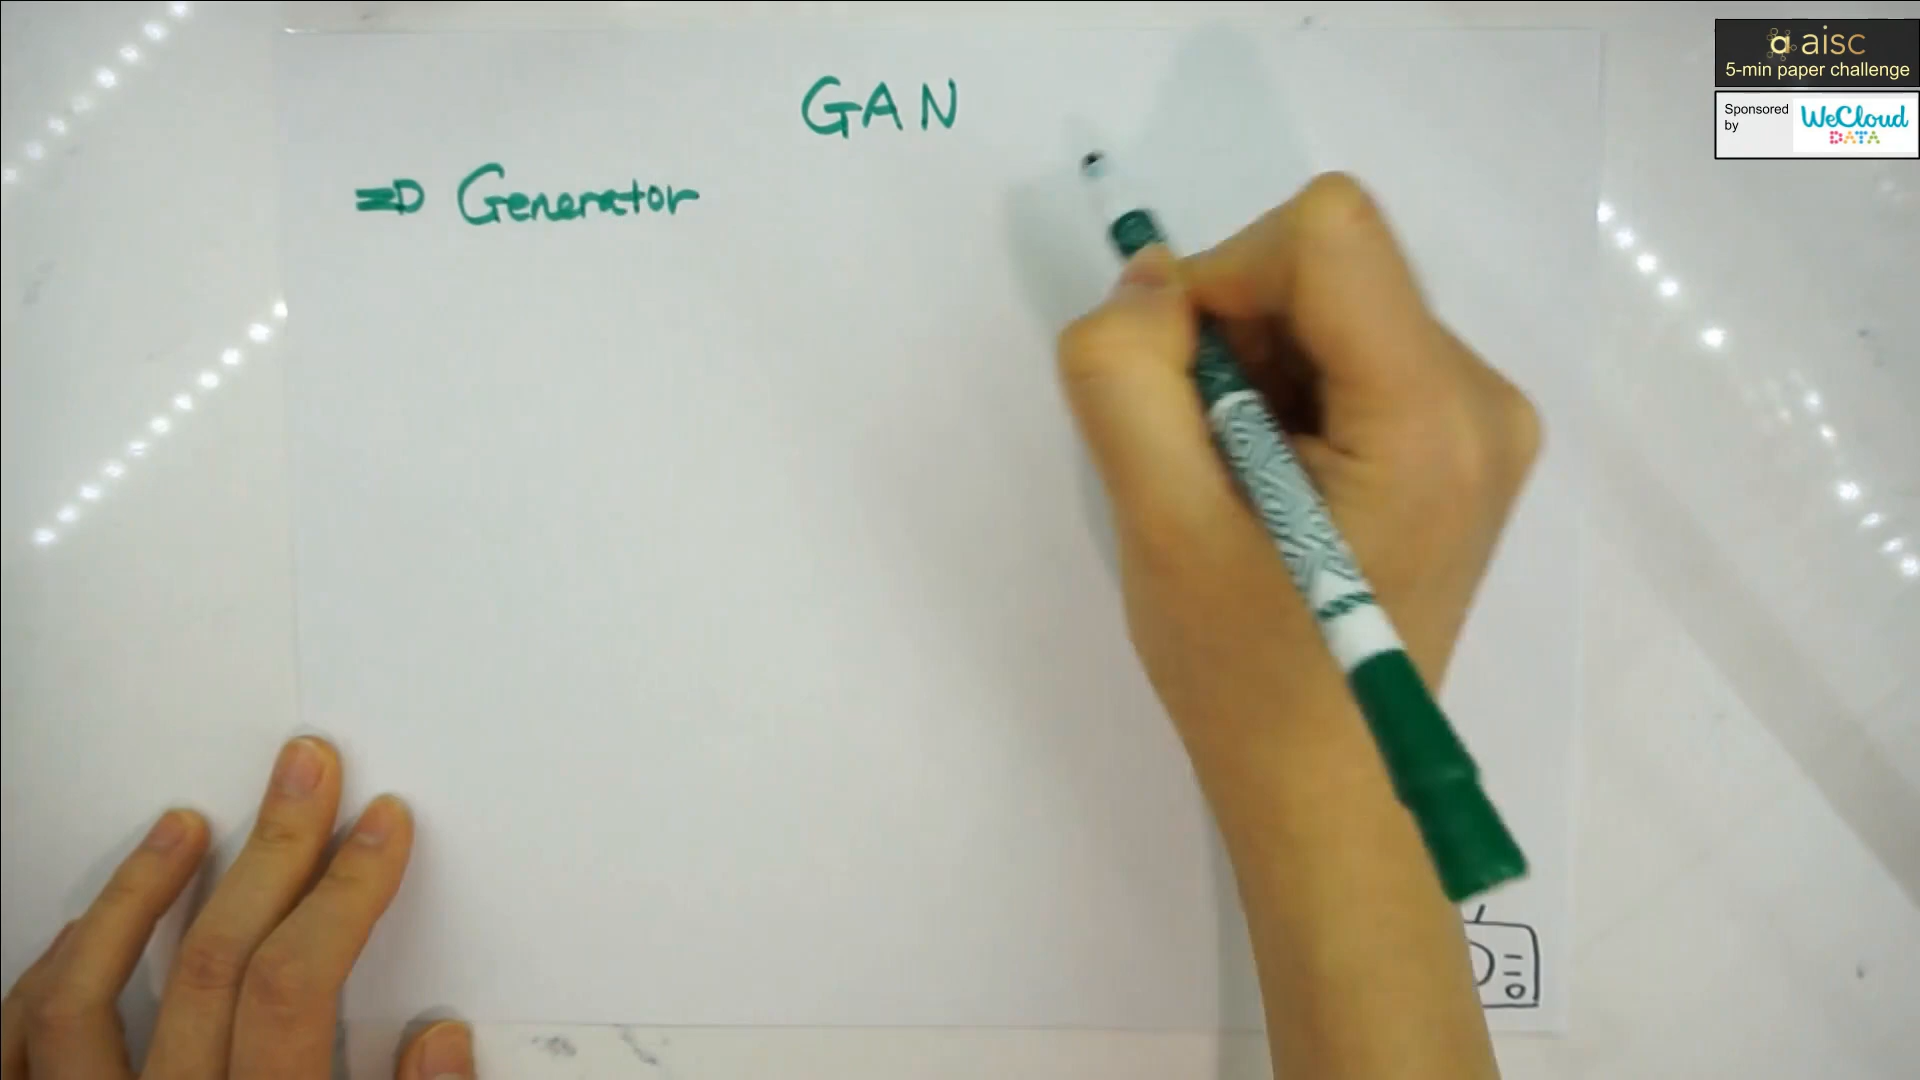 GAN
⇒ Generator
aisc
5-min paper challenge
Sponsored by
WeCloud
DATA